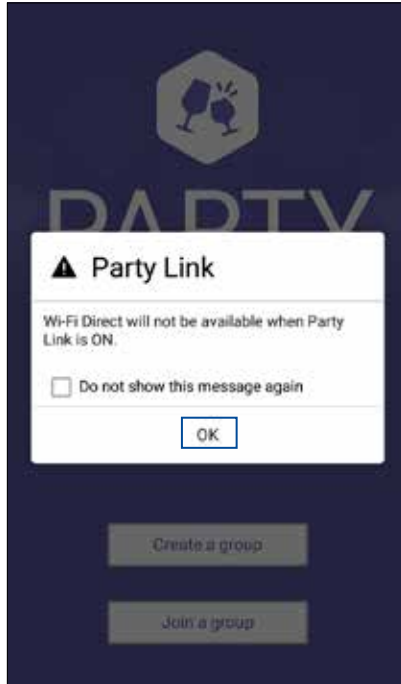 PARTY
Party Link
Wi-Fi Direct will not be available when Party
Link is ON.
Do not show this message again
OK
Create a group
Join a group